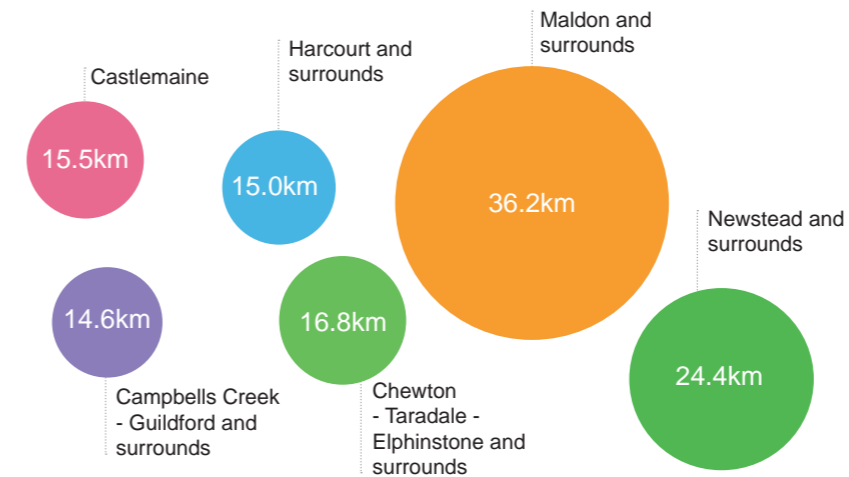 Castlemaine
15.5km
Harcourt and
surrounds
15.0km
Maldon and
surrounds
36.2km
Newstead and
surrounds
24.4km
14.6km
Campbells Creek
- Guildford and
surrounds
16.8km
Chewton
- Taradale -
Elphinstone and
surrounds